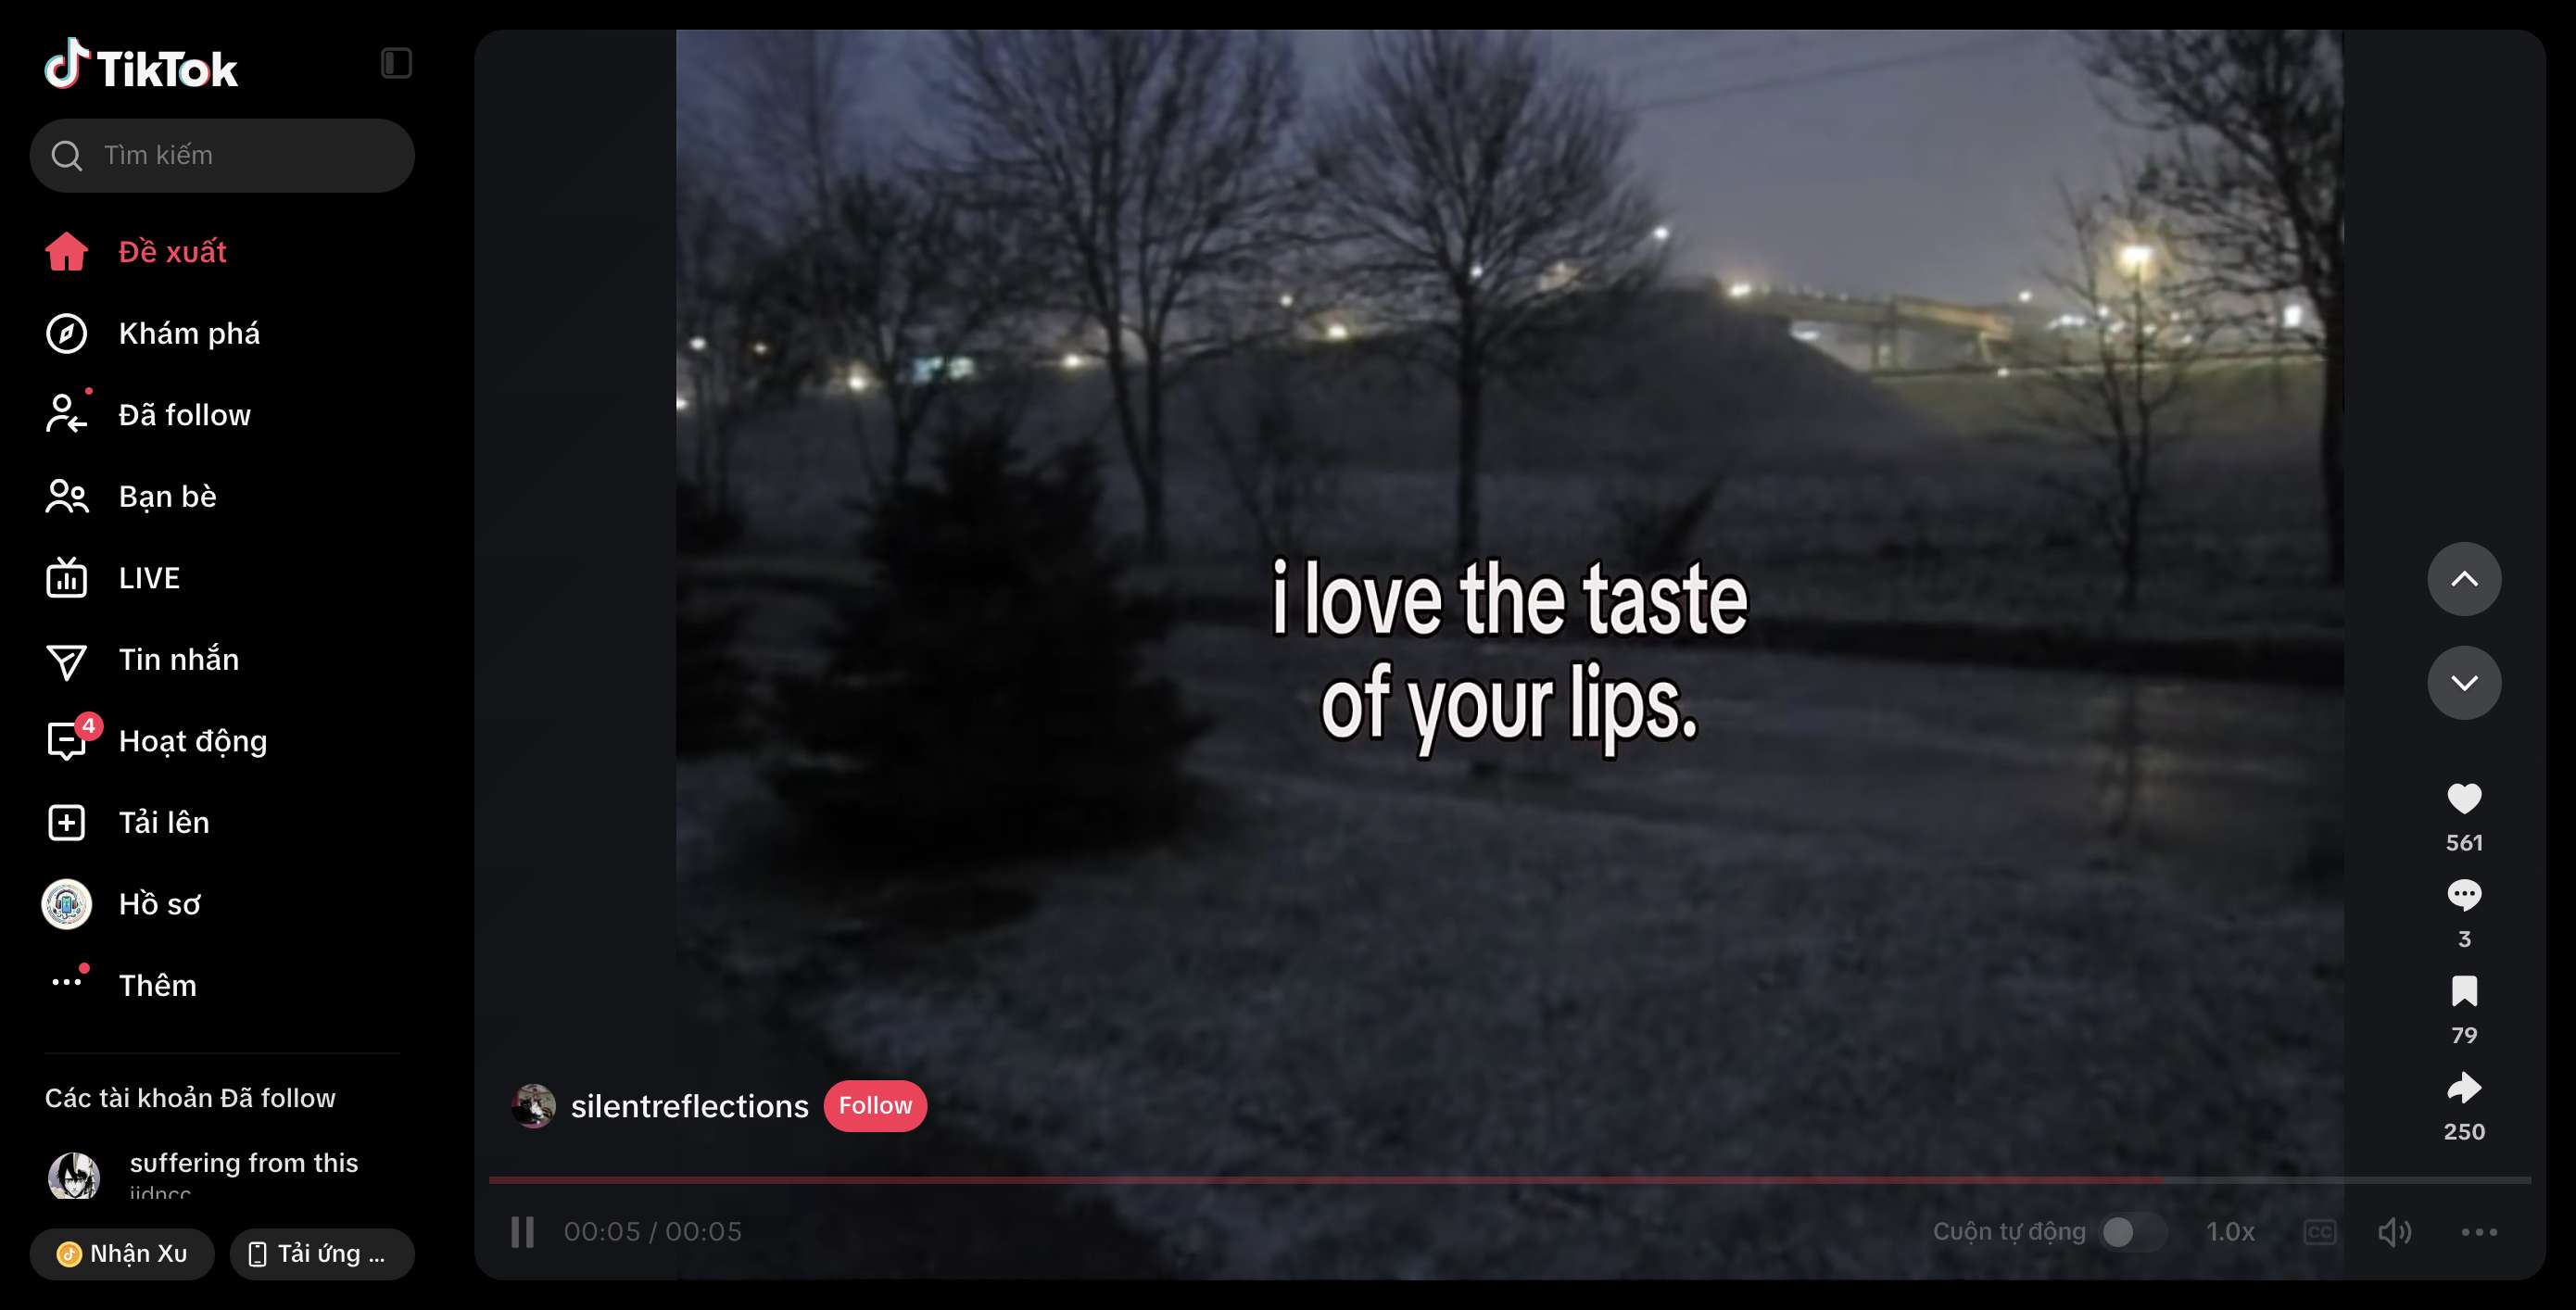 TikTok
Tìm kiếm
Đề xuất
Khám phá
Đã follow
Bạn bè
LIVE
Tin nhắn
4
Hoạt động
Tải lên
Hồ sơ
Thêm
Các tài khoản Đã follow
suffering from this
iidncc
Nhận Xu
Tải ứng ...
i love the taste
of your lips.
silentreflections
Follow
00:05 / 00:05
Cuộn tự động
1.0x
CC
561
3
79
250